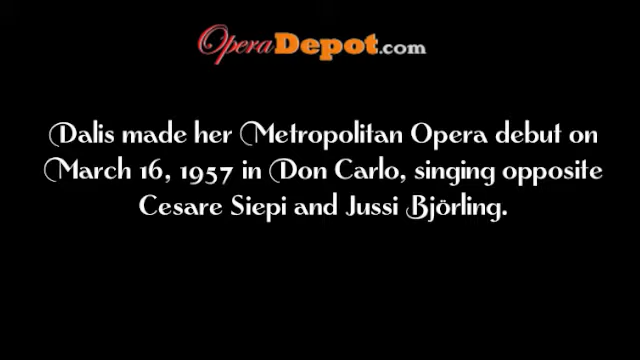 OperaDepot.com
Dalis made her Metropolitan Opera debut on
March 16, 1957 in Don Carlo, singing opposite
Cesare Siepi and Jussi Björling.